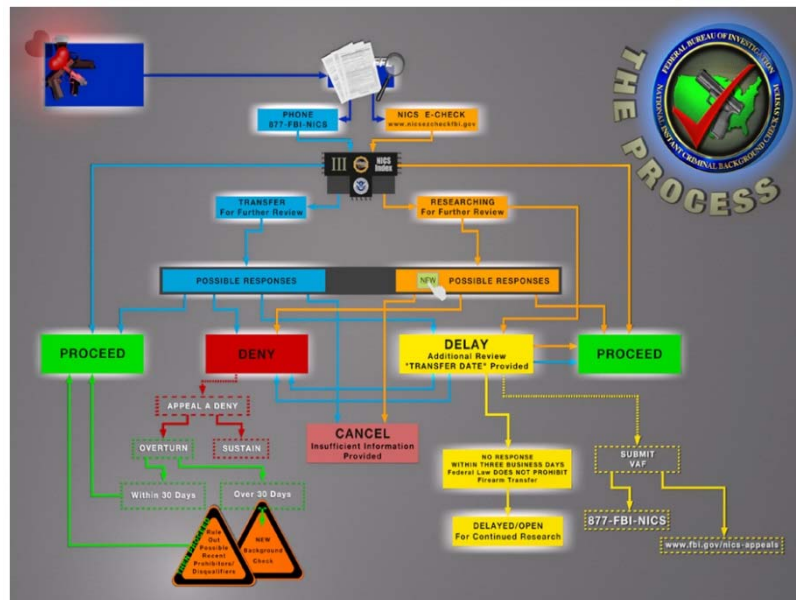 THE PROCESS
FEDERAL BUREAU OF INVESTIGATION
NATIONAL INSTANT CRIMINAL BACKGROUND CHECK SYSTEM
PHONE
877-FBI-NICS
NICS E-CHECK
www.nicsezcheckfbi.gov
III
NICS
Index
TRANSFER
For Further Review
RESEARCHING
For Further Review
POSSIBLE RESPONSES
NEW
POSSIBLE RESPONSES
PROCEED
DENY
DELAY
Additional Review
"TRANSFER DATE" Provided
PROCEED
APPEAL A DENY
OVERTURN
SUSTAIN
CANCEL
Insufficient Information
Provided
NO RESPONSE
WITHIN THREE BUSINESS DAYS
Federal Law DOES NOT PROHIBIT
Firearm Transfer
SUBMIT
VAF
Within 30 Days
Over 30 Days
877-FBI-NICS
DELAYED/OPEN
For Continued Research
www.fbi.gov/nics-appeals
THEN PROCEED
Rule
Out
Possible
Recent
Prohibitors/
Disqualifiers
NEW
Background
Check